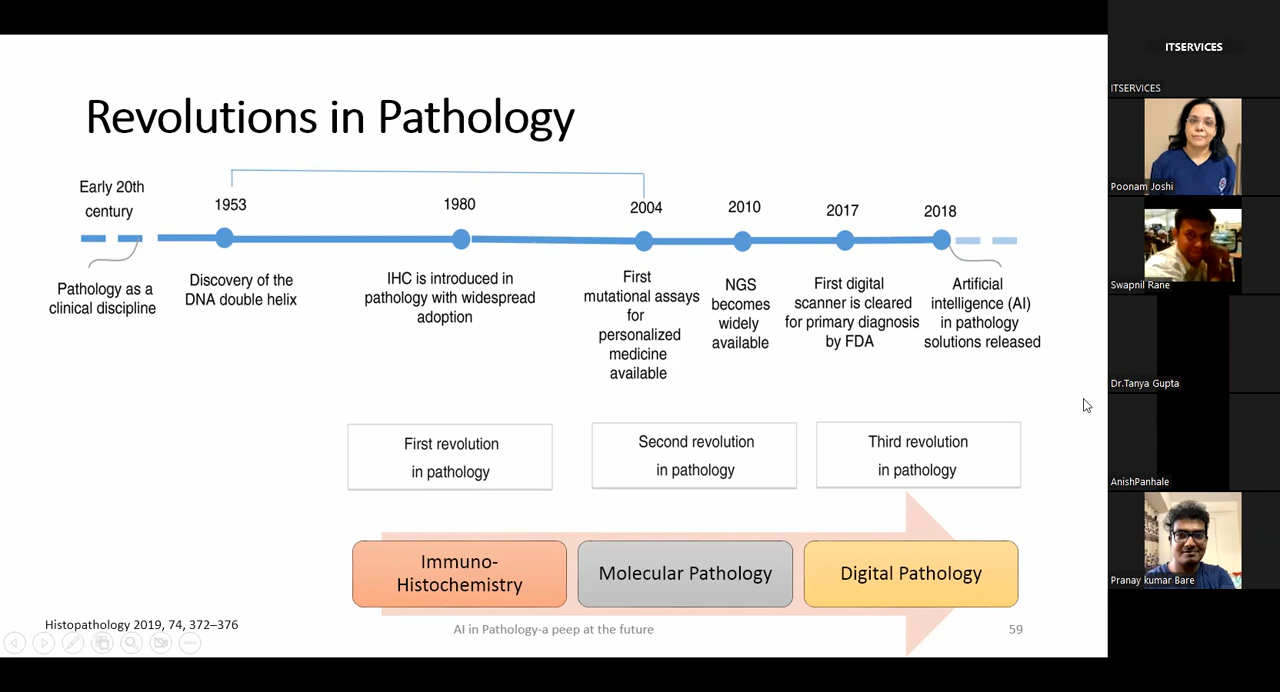 Revolutions in Pathology
Early 20th
century
1953
1980
2004
2010
2017
2018
Pathology as a
clinical discipline
Discovery of the
DNA double helix
IHC is introduced in
pathology with widespread
adoption
First
mutational assays
for
personalized
medicine
available
NGS
becomes
widely
available
First digital
scanner is cleared
for primary diagnosis
by FDA
Artificial
intelligence (AI)
in pathology
solutions released
First revolution
in pathology
Second revolution
in pathology
Third revolution
in pathology
Immuno-
Histochemistry
Molecular Pathology
Digital Pathology
Histopathology 2019, 74, 372–376
AI in Pathology-a peep at the future
59
ITSERVICES
ITSERVICES
Poonam Joshi
Swapnil Rane
Dr.Tanya Gupta
AnishPanhale
Pranay kumar Bare